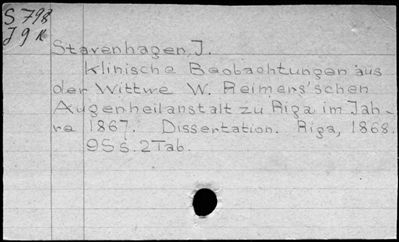 S 798
J 9 K
Stavenhagen, J.
Klinische Beobachtungen aus
der Wittwe W. Reimers'schen
Augenheilanstalt zu Riga im Jah-
re 1867. Dissertation. Riga, 1868.
95 s. 2 Tab.